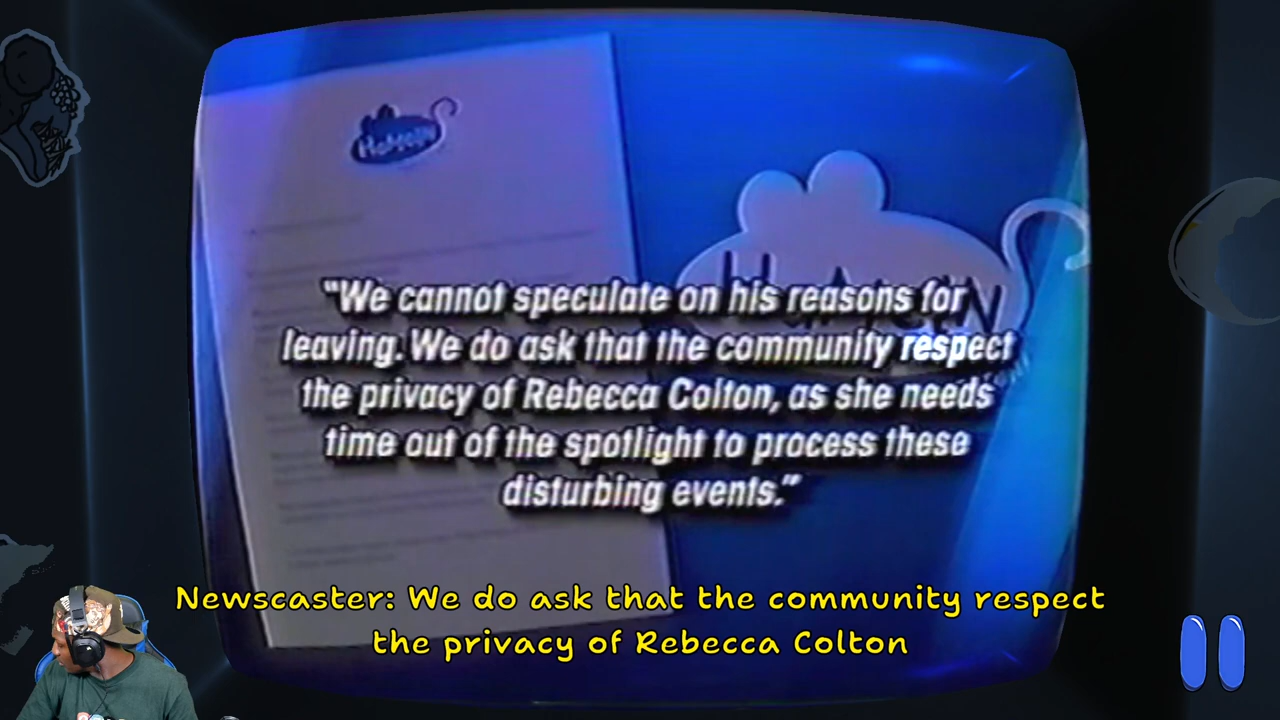 "We cannot speculate on his reasons for
leaving. We do ask that the community respect
the privacy of Rebecca Colton, as she needs
time out of the spotlight to process these
disturbing events."
Newscaster: We do ask that the community respect
the privacy of Rebecca Colton